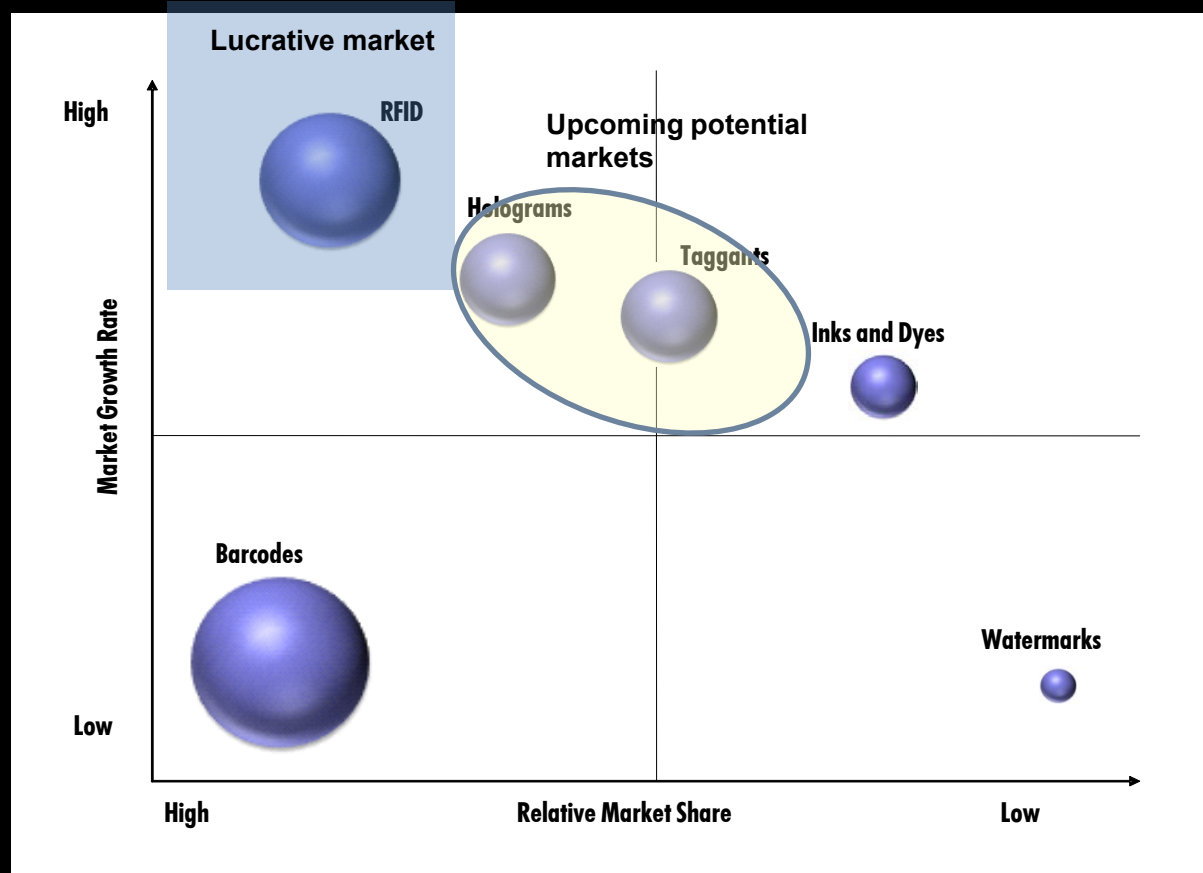 Lucrative market
High
RFID
Upcoming potential
markets
Holograms
Taggants
Inks and Dyes
Market Growth Rate
Barcodes
Watermarks
Low
High
Relative Market Share
Low